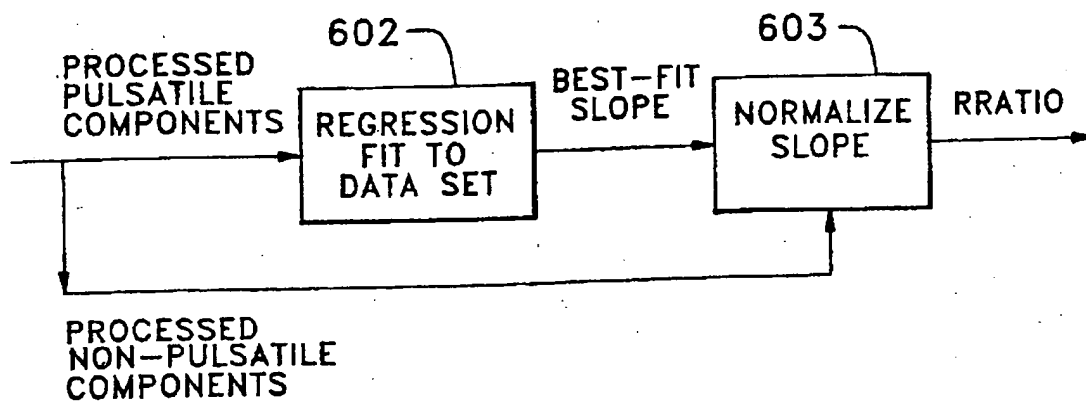 602
603
PROCESSED
PULSATILE
COMPONENTS
REGRESSION
FIT TO
DATA SET
BEST-FIT
SLOPE
NORMALIZE
SLOPE
RRATIO
PROCESSED
NON-PULSATILE
COMPONENTS